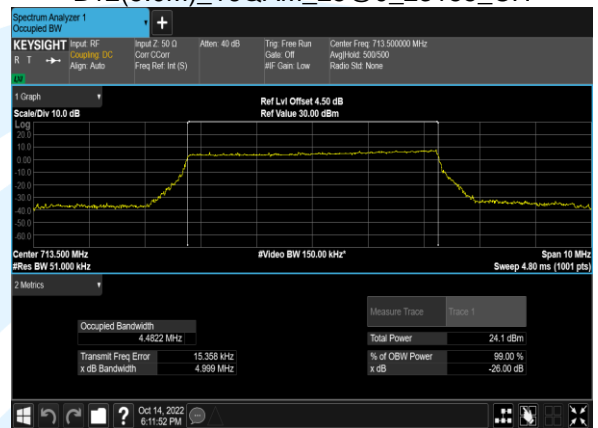 Spectrum Analyzer 1
Occupied BW
KEYSIGHT Input: RF Input Z: 50 Ω Atten: 40 dB Trig: Free Run Center Freq: 713.500000 MHz
R T Coupling: DC Corr CCorr Gate: Off Avg|Hold: 500/500
Align: Auto Freq Ref: Int (S) #IF Gain: Low Radio Std: None
LW
1 Graph
Scale/Div 10.0 dB
Ref Lvl Offset 4.50 dB
Ref Value 30.00 dBm
Log
20.0
10.0
0.00
-10.0
-20.0
-30.0
-40.0
-50.0
-60.0
Center 713.500 MHz #Video BW 150.00 kHz* Span 10 MHz
#Res BW 51.000 kHz Sweep 4.80 ms (1001 pts)
2 Metrics
Measure Trace Trace 1
Occupied Bandwidth
4.4822 MHz
Total Power 24.1 dBm
Transmit Freq Error 15.358 kHz % of OBW Power 99.00 %
x dB Bandwidth 4.999 MHz x dB -26.00 dB
? Oct 14, 2022
6:11:52 PM